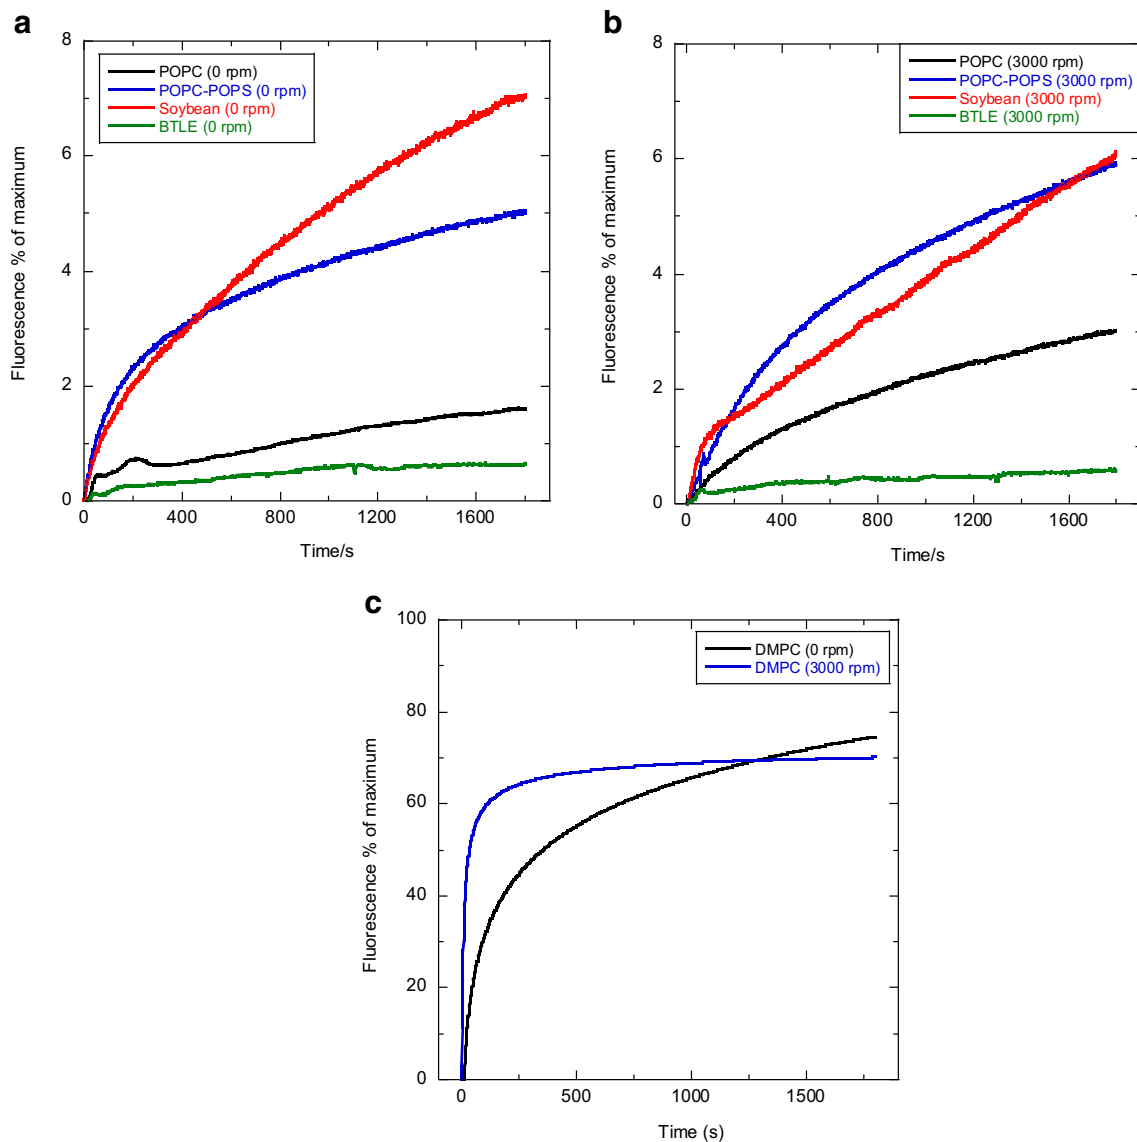 a
8
6
4
2
0
Fluorescence % of maximum
POPC (0 rpm)
POPC-POPS (0 rpm)
Soybean (0 rpm)
BTLE (0 rpm)
0 400 800 1200 1600
Time/s
b
8
6
4
2
0
Fluorescence % of maximum
POPC (3000 rpm)
POPC-POPS (3000 rpm)
Soybean (3000 rpm)
BTLE (3000 rpm)
0 400 800 1200 1600
Time/s
c
100
80
60
40
20
0
Fluorescence % of maximum
DMPC (0 rpm)
DMPC (3000 rpm)
0 500 1000 1500
Time (s)